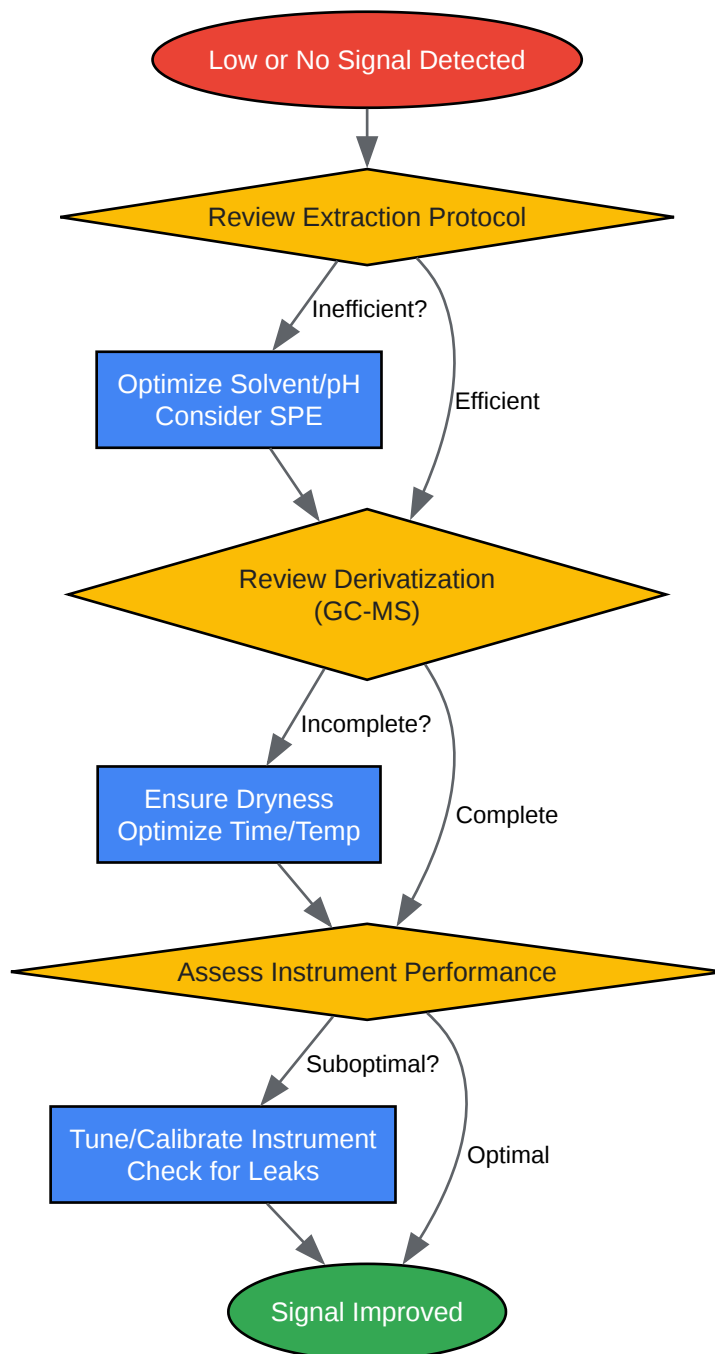 Low or No Signal Detected
Review Extraction Protocol
Inefficient?
Optimize Solvent/pH
Consider SPE
Efficient
Review Derivatization
(GC-MS)
Incomplete?
Ensure Dryness
Optimize Time/Temp
Complete
Assess Instrument Performance
Suboptimal?
Tune/Calibrate Instrument
Check for Leaks
Optimal
Signal Improved